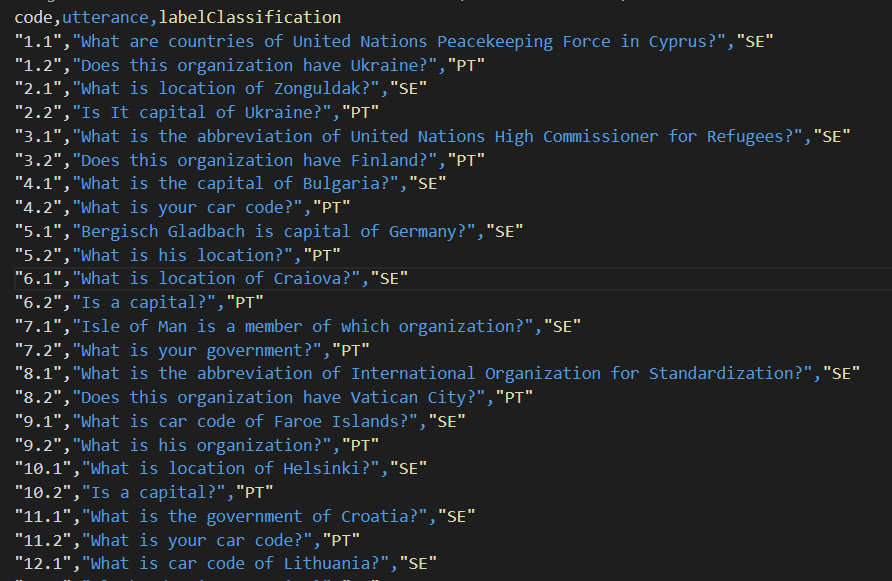 code,utterance,labelClassification
"1.1","What are countries of United Nations Peacekeeping Force in Cyprus?","SE"
"1.2","Does this organization have Ukraine?","PT"
"2.1","What is location of Zonguldak?","SE"
"2.2","Is It capital of Ukraine?","PT"
"3.1","What is the abbreviation of United Nations High Commissioner for Refugees?","SE"
"3.2","Does this organization have Finland?","PT"
"4.1","What is the capital of Bulgaria?","SE"
"4.2","What is your car code?","PT"
"5.1","Bergisch Gladbach is capital of Germany?","SE"
"5.2","What is his location?","PT"
"6.1","What is location of Craiova?","SE"
"6.2","Is a capital?","PT"
"7.1","Isle of Man is a member of which organization?","SE"
"7.2","What is your government?","PT"
"8.1","What is the abbreviation of International Organization for Standardization?","SE"
"8.2","Does this organization have Vatican City?","PT"
"9.1","What is car code of Faroe Islands?","SE"
"9.2","What is his organization?","PT"
"10.1","What is location of Helsinki?","SE"
"10.2","Is a capital?","PT"
"11.1","What is the government of Croatia?","SE"
"11.2","What is your car code?","PT"
"12.1","What is car code of Lithuania?","SE"